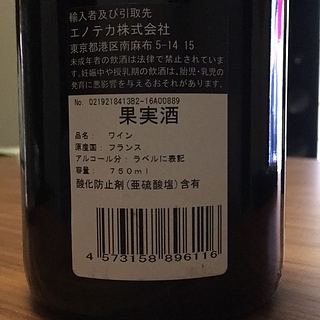 輸入者及び引取先
エノテカ株式会社
東京都港区南麻布 5-14 15
未成年者の飲酒は法律で禁止されていま
す。妊娠中や授乳期の飲酒は、胎児・乳児の
発育に悪影響を与えるおそれがあります。
No. 0219218413B2-16A00889
果実酒
品名: ワイン
原産国: フランス
アルコール分: ラベルに表記
容量: 750ml
酸化防止剤(亜硫酸塩)含有
4 573158 896116